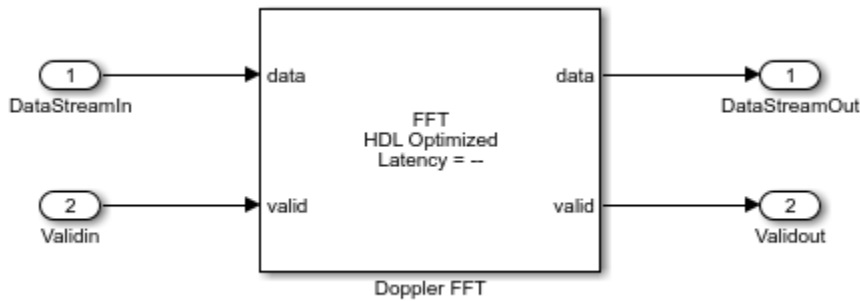 1
DataStreamIn
data
data
1
DataStreamOut
FFT
HDL Optimized
Latency = --
2
Validin
valid
valid
2
Validout
Doppler FFT